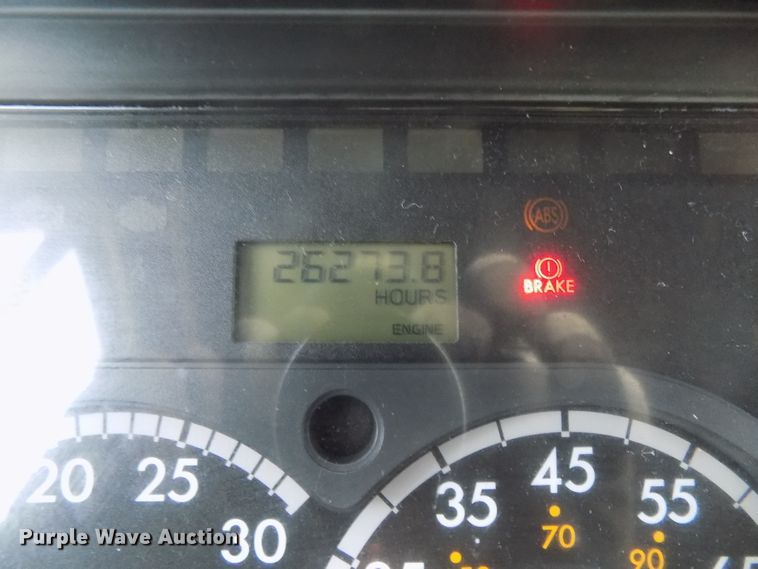 ABS
26273.8
BRAKE
HOURS
ENGINE
20 25 30
35 45 55
70 90
Purple Wave Auction